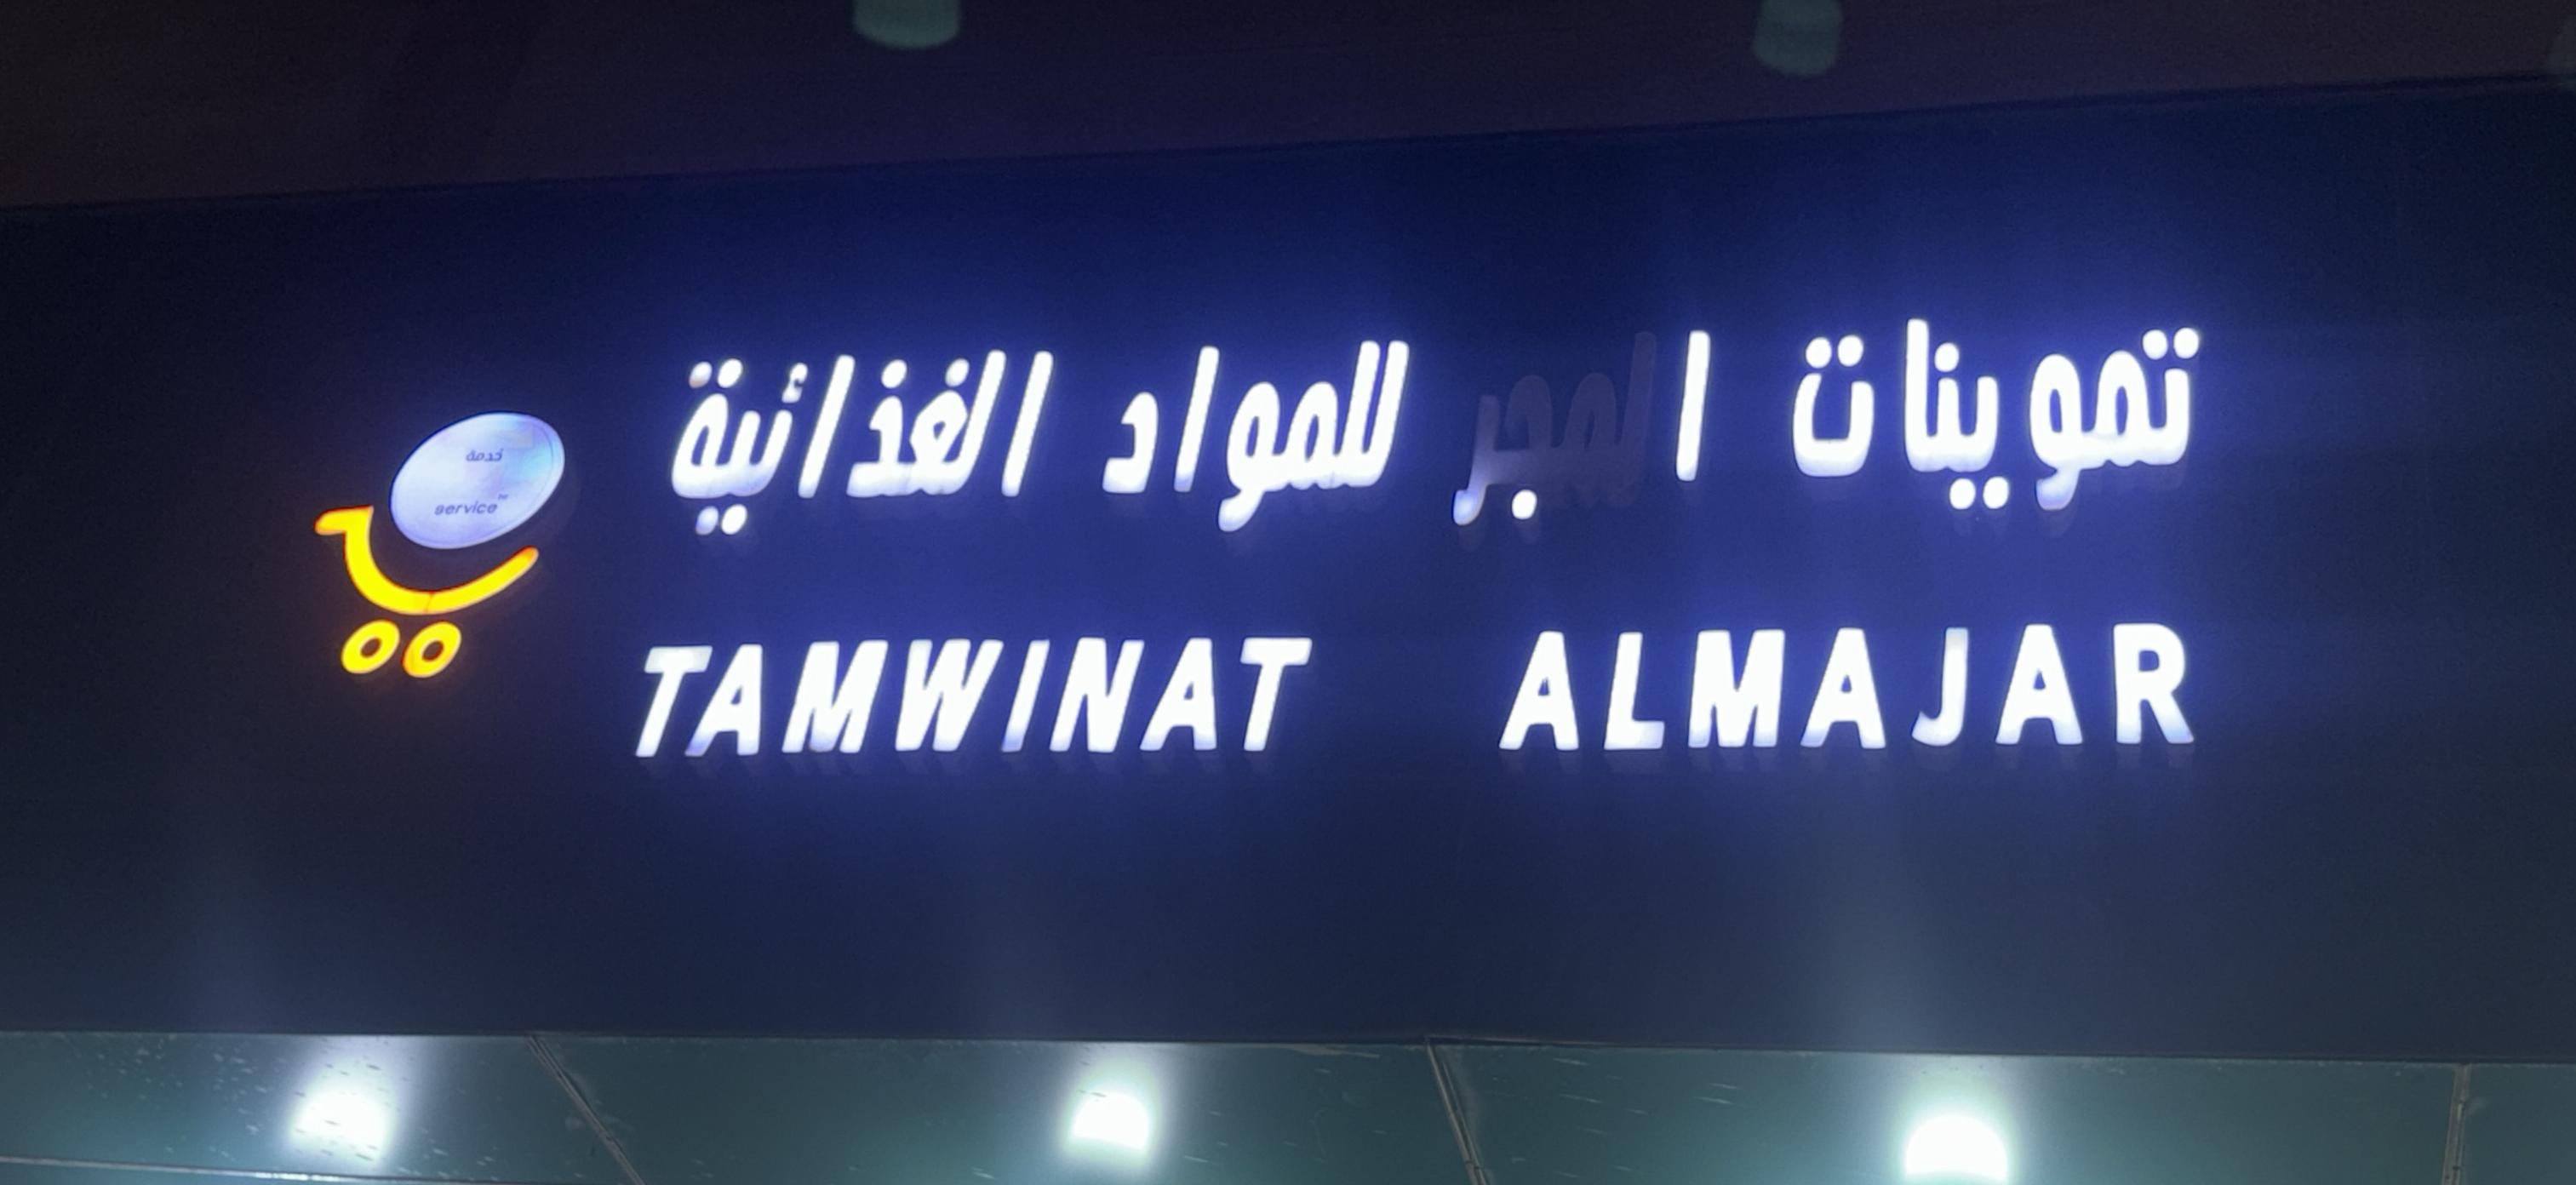 تموينات المجر للمواد الغذائية
TAMWINAT ALMAJAR
خدمة
service